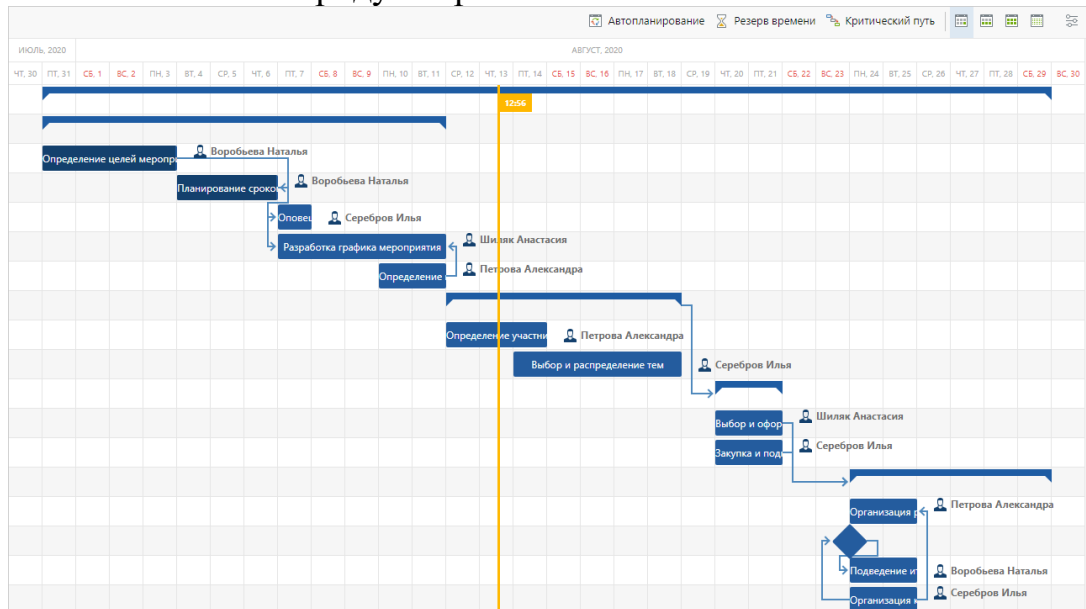 Автопланирование Резерв времени Критический путь
ИЮЛЬ, 2020 АВГУСТ, 2020
ЧТ, 30 ПТ, 31 СБ, 1 ВС, 2 ПН, 3 ВТ, 4 СР, 5 ЧТ, 6 ПТ, 7 СБ, 8 ВС, 9 ПН, 10 ВТ, 11 СР, 12 ЧТ, 13 ПТ, 14 СБ, 15 ВС, 16 ПН, 17 ВТ, 18 СР, 19 ЧТ, 20 ПТ, 21 СБ, 22 ВС, 23 ПН, 24 ВТ, 25 СР, 26 ЧТ, 27 ПТ, 28 СБ, 29 ВС, 30
12:56
Определение целей меропр Воробьева Наталья
Планирование сроко Воробьева Наталья
Оповещ Серебров Илья
Разработка графика мероприятия Шиляк Анастасия
Определение Петрова Александра
Определение участни Петрова Александра
Выбор и распределение тем Серебров Илья
Выбор и офор Шиляк Анастасия
Закупка и под Серебров Илья
Организация р Петрова Александра
Подведение ит Воробьева Наталья
Организация Серебров Илья